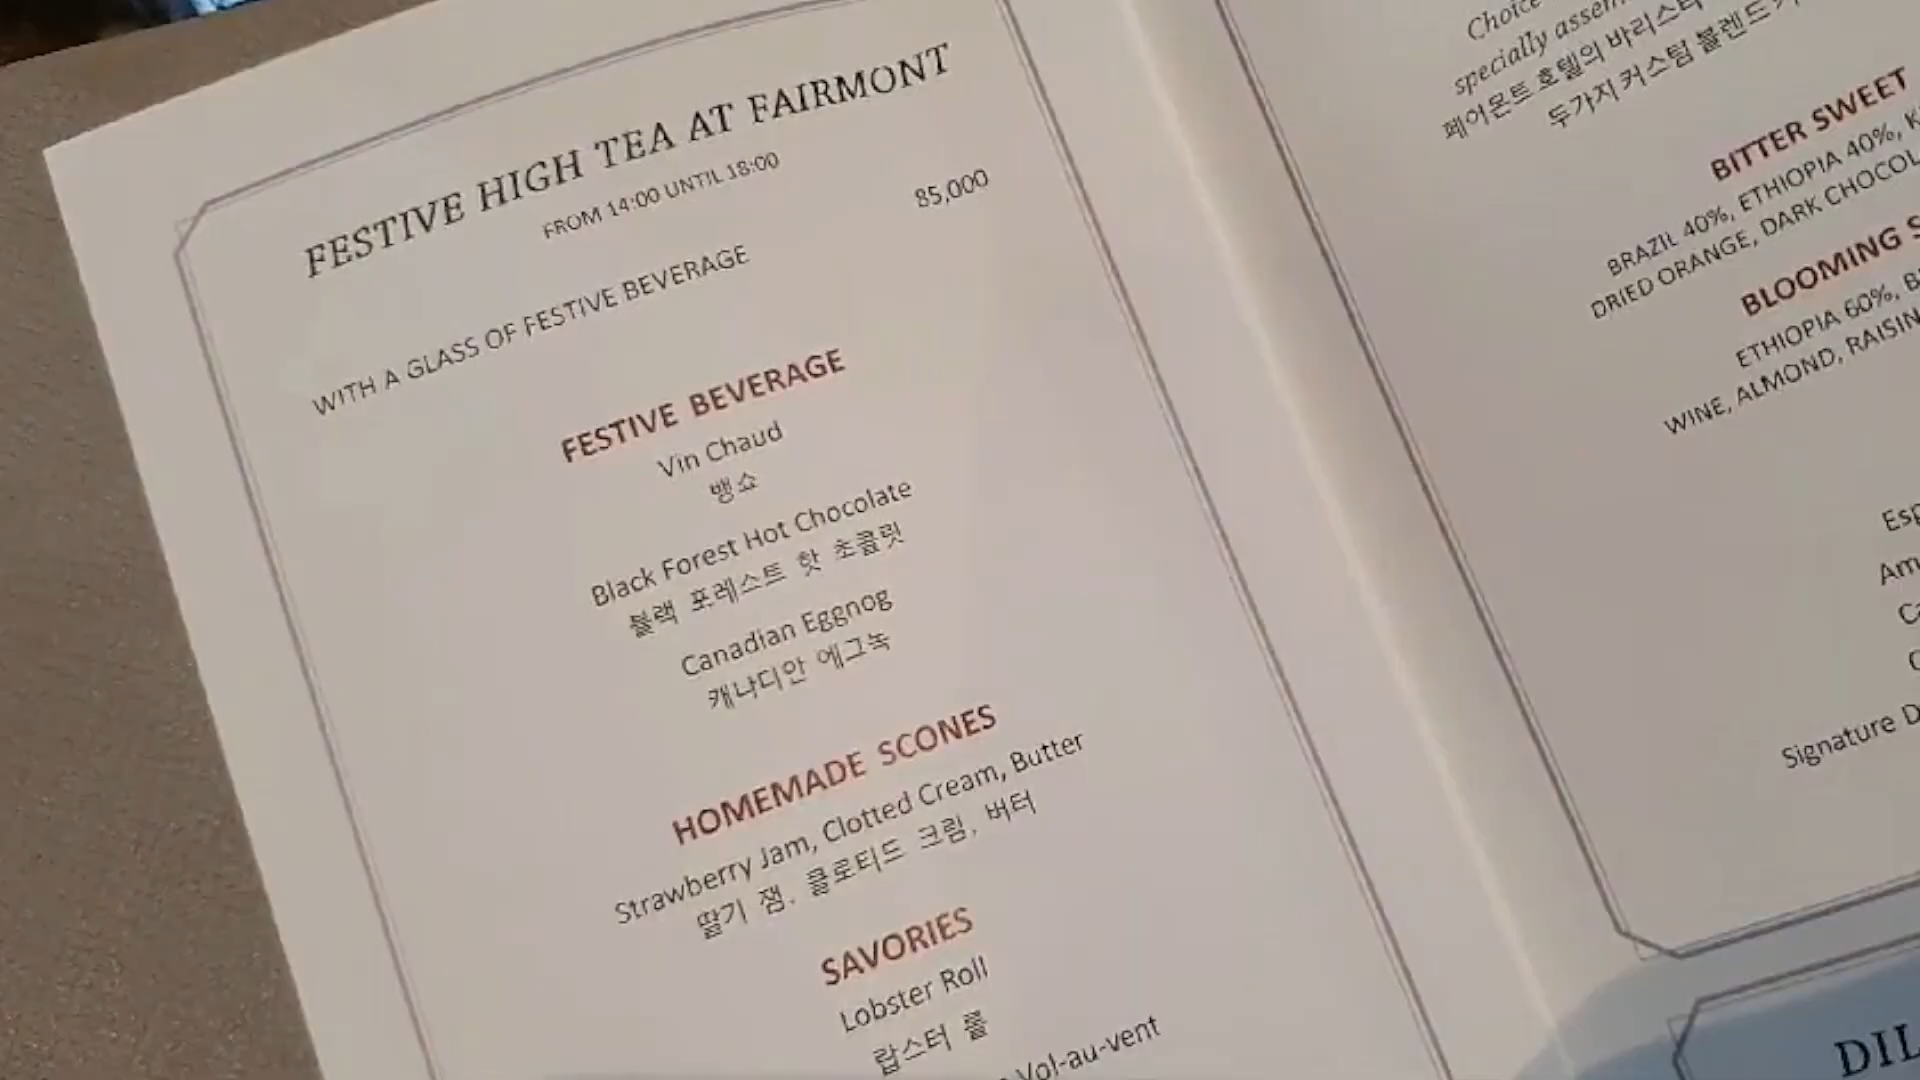 FESTIVE HIGH TEA AT FAIRMONT
FROM 14:00 UNTIL 18:00
85,000
WITH A GLASS OF FESTIVE BEVERAGE
FESTIVE BEVERAGE
Vin Chaud
뱅쇼
Black Forest Hot Chocolate
블랙 포레스트 핫 초콜릿
Canadian Eggnog
캐나디안 에그녹
HOMEMADE SCONES
Strawberry Jam, Clotted Cream, Butter
딸기 잼, 클로티드 크림, 버터
SAVORIES
Lobster Roll
랍스터 롤
Vol-au-vent
Choice
specially
페어몬트 호텔의 바리스타
두가지 커스텀 블렌드
BITTER SWEET
BRAZIL 40%, ETHIOPIA 40%,
DRIED ORANGE, DARK
BLOOMING
ETHIOPIA 60%,
WINE, ALMOND,
Signature